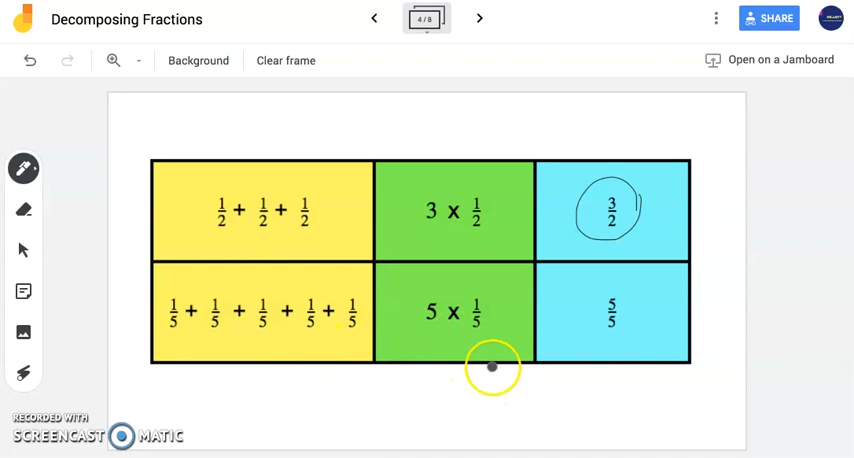 Decomposing Fractions
4 / 8
SHARE
Background
Clear frame
Open on a Jamboard
1/2 + 1/2 + 1/2
3 x 1/2
3/2
1/5 + 1/5 + 1/5 + 1/5 + 1/5
5 x 1/5
5/5
RECORDED WITH
SCREENCAST MATIC